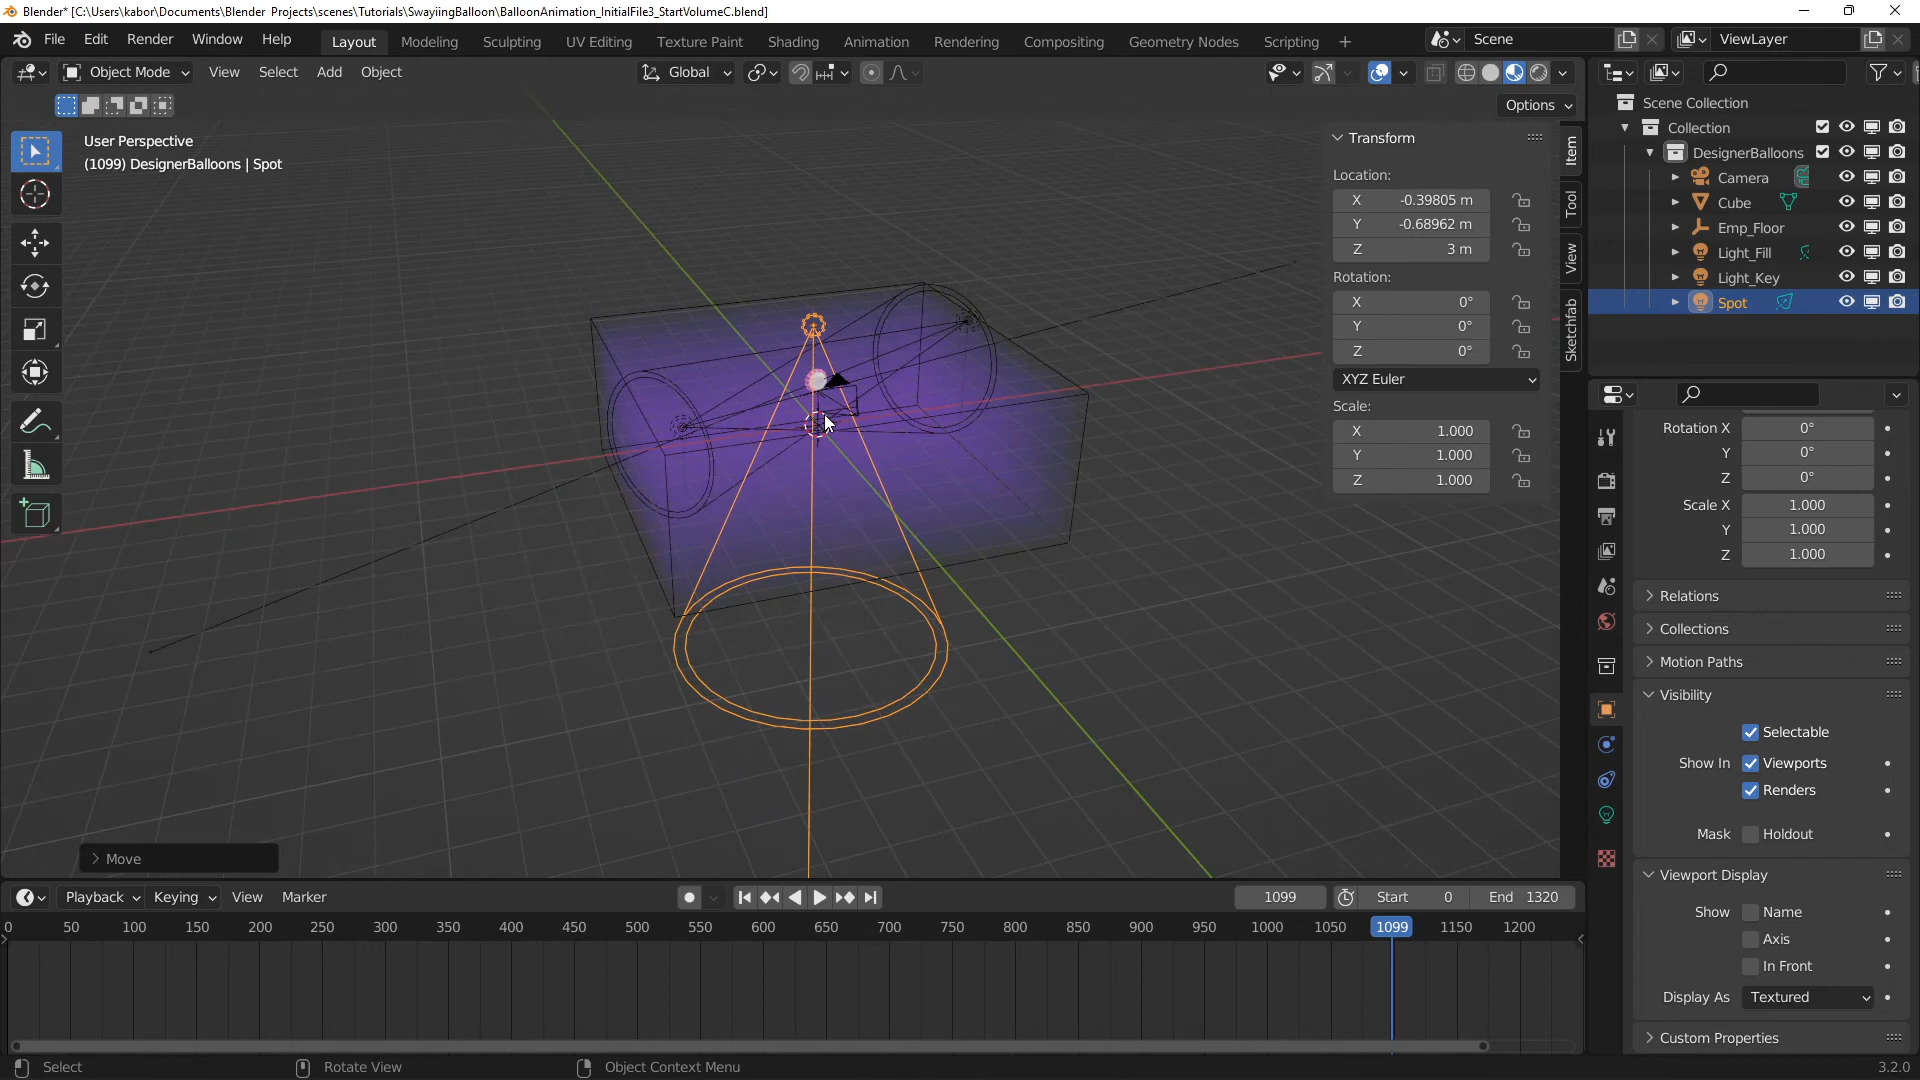 Blender* [C:\Users\kabor\Documents\Blender Projects\scenes\Tutorials\SwayiingBalloon\BalloonAnimation_InitialFile3_StartVolumeC.blend]
File Edit Render Window Help Layout Modeling Sculpting UV Editing Texture Paint Shading Animation Rendering Compositing Geometry Nodes Scripting + Scene ViewLayer
Object Mode View Select Add Object Global
Options
User Perspective
(1099) DesignerBalloons | Spot
Transform
Location:
X -0.39805 m
Y -0.68962 m
Z 3 m
Rotation:
X 0°
Y 0°
Z 0°
XYZ Euler
Scale:
X 1.000
Y 1.000
Z 1.000
Item
Tool
View
Sketchfab
Scene Collection
Collection
DesignerBalloons
Camera
Cube
Emp_Floor
Light_Fill
Light_Key
Spot
Rotation X 0°
Y 0°
Z 0°
Scale X 1.000
Y 1.000
Z 1.000
Relations
Collections
Motion Paths
Visibility
Selectable
Show In Viewports
Renders
Mask Holdout
Viewport Display
Show Name
Axis
In Front
Display As Textured
Custom Properties
Move
Playback Keying View Marker 1099 Start 0 End 1320
0 50 100 150 200 250 300 350 400 450 500 550 600 650 700 750 800 850 900 950 1000 1050 1099 1150 1200
Select Rotate View Object Context Menu 3.2.0